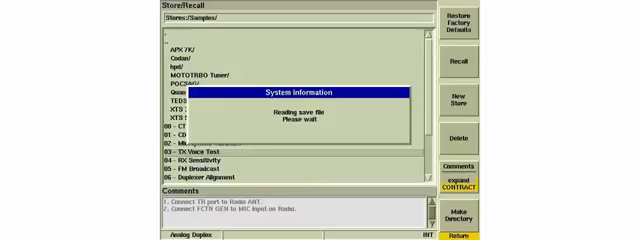 Store/Recall
Stores:/Samples/
.
..
APX 7K/
Codan/
hpd/
MOTOTRBO Tuner/
POCSAG/
TEDS
XTS
XTS
00 - CT
01 - CD
02 -
03 - TX Voice Test
04 - RX Sensitivity
05 - FM Broadcast
06 - Duplexer Alignment
System Information
Reading save file
Please wait
Comments
1. Connect TR port to Radio ANT.
2. Connect FCTN GEN to MIC input on Radio.
Analog Duplex
INT
Restore
Factory
Defaults
Recall
New
Store
Delete
Comments
expand
CONTRACT
Make
Directory
Return